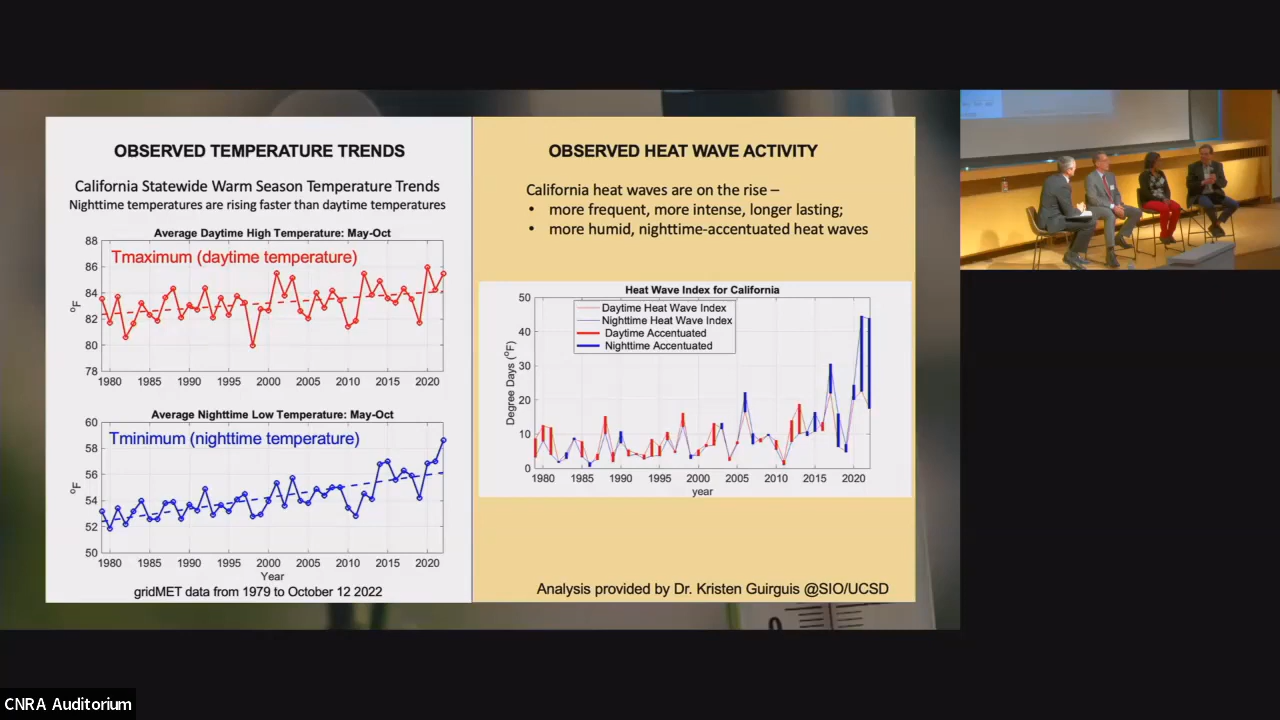 OBSERVED TEMPERATURE TRENDS
California Statewide Warm Season Temperature Trends
Nighttime temperatures are rising faster than daytime temperatures
Average Daytime High Temperature: May-Oct
Tmaximum (daytime temperature)
88
86
84
82
80
78
°F
1980 1985 1990 1995 2000 2005 2010 2015 2020
Average Nighttime Low Temperature: May-Oct
Tminimum (nighttime temperature)
60
58
56
54
52
50
°F
1980 1985 1990 1995 2000 2005 2010 2015 2020
Year
gridMET data from 1979 to October 12 2022
OBSERVED HEAT WAVE ACTIVITY
California heat waves are on the rise –
• more frequent, more intense, longer lasting;
• more humid, nighttime-accentuated heat waves
Heat Wave Index for California
Daytime Heat Wave Index
Nighttime Heat Wave Index
Daytime Accentuated
Nighttime Accentuated
50
40
30
20
10
0
Degree Days (°F)
1980 1985 1990 1995 2000 2005 2010 2015 2020
year
Analysis provided by Dr. Kristen Guirguis @SIO/UCSD
0
CNRA Auditorium